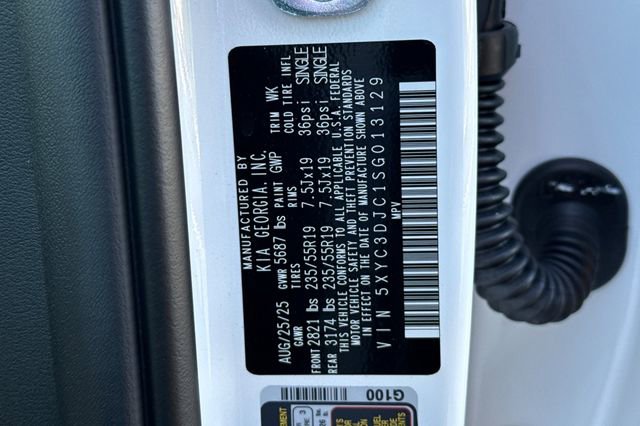 MANUFACTURED BY
KIA GEORGIA, INC.
AUG/25/25 GVWR 5687 lbs PAINT GWP TRIM WK
GAWR TIRES RIMS COLD TIRE INFL
FRONT 2821 lbs 235/55R19 7.5Jx19 36psi SINGLE
REAR 3174 lbs 235/55R19 7.5Jx19 36psi SINGLE
THIS VEHICLE CONFORMS TO ALL APPLICABLE U.S.A. FEDERAL
MOTOR VEHICLE SAFETY AND THEFT PREVENTION STANDARDS
IN EFFECT ON THE DATE OF MANUFACTURE SHOWN ABOVE
VIN 5XYC3DJC1SG013129
MPV
G100